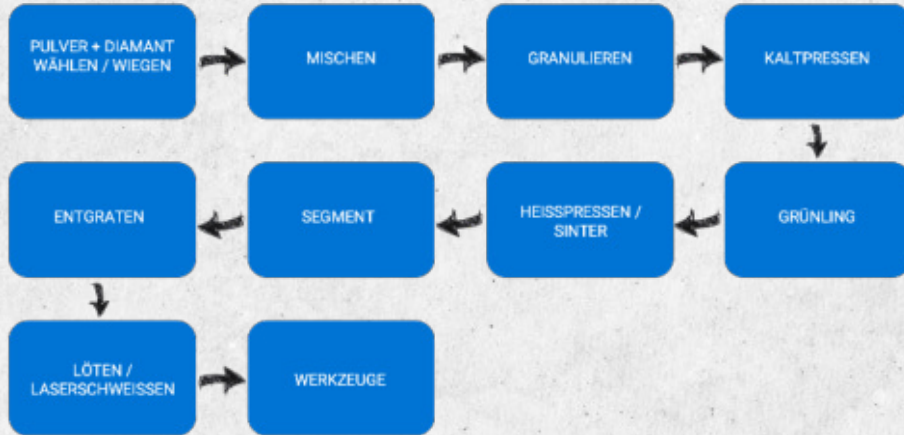 PULVER + DIAMANT
WÄHLEN / WIEGEN
MISCHEN
GRANULIEREN
KALTPRESSEN
GRÜNLING
HEISSPRESSEN /
SINTER
SEGMENT
ENTGRATEN
LÖTEN /
LASERSCHWEISSEN
WERKZEUGE